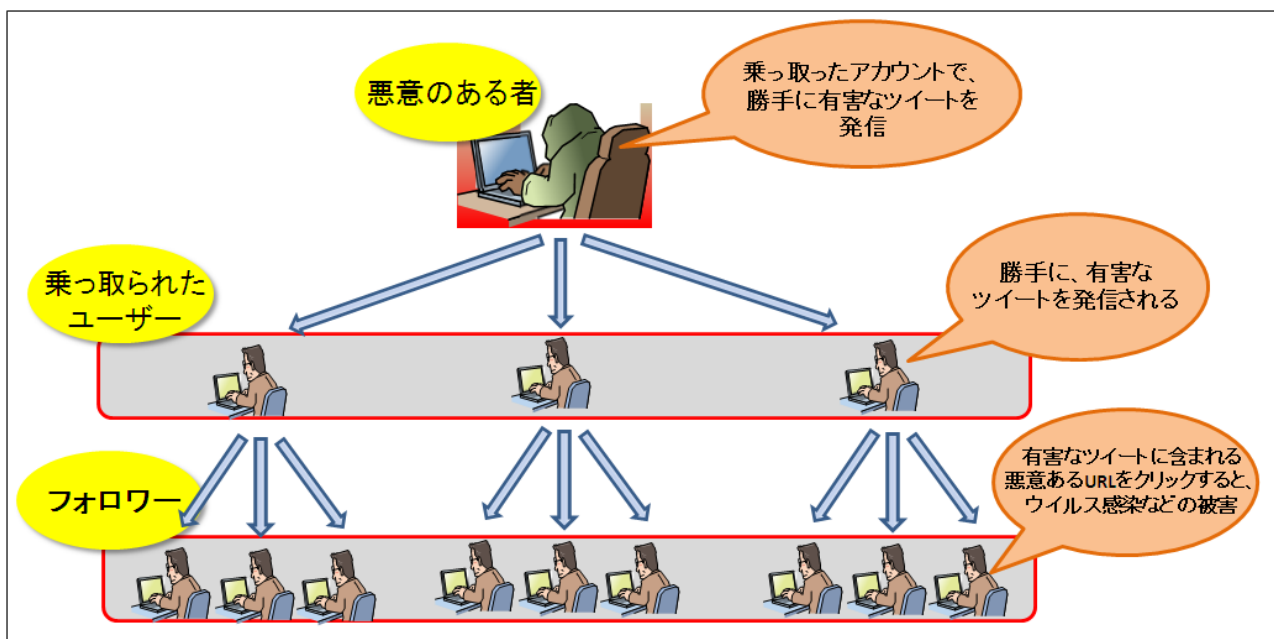 悪意のある者
乗っ取ったアカウントで、
勝手に有害なツイートを
発信
乗っ取られた
ユーザー
勝手に、有害な
ツイートを発信される
フォロワー
有害なツイートに含まれる
悪意あるURLをクリックすると、
ウイルス感染などの被害